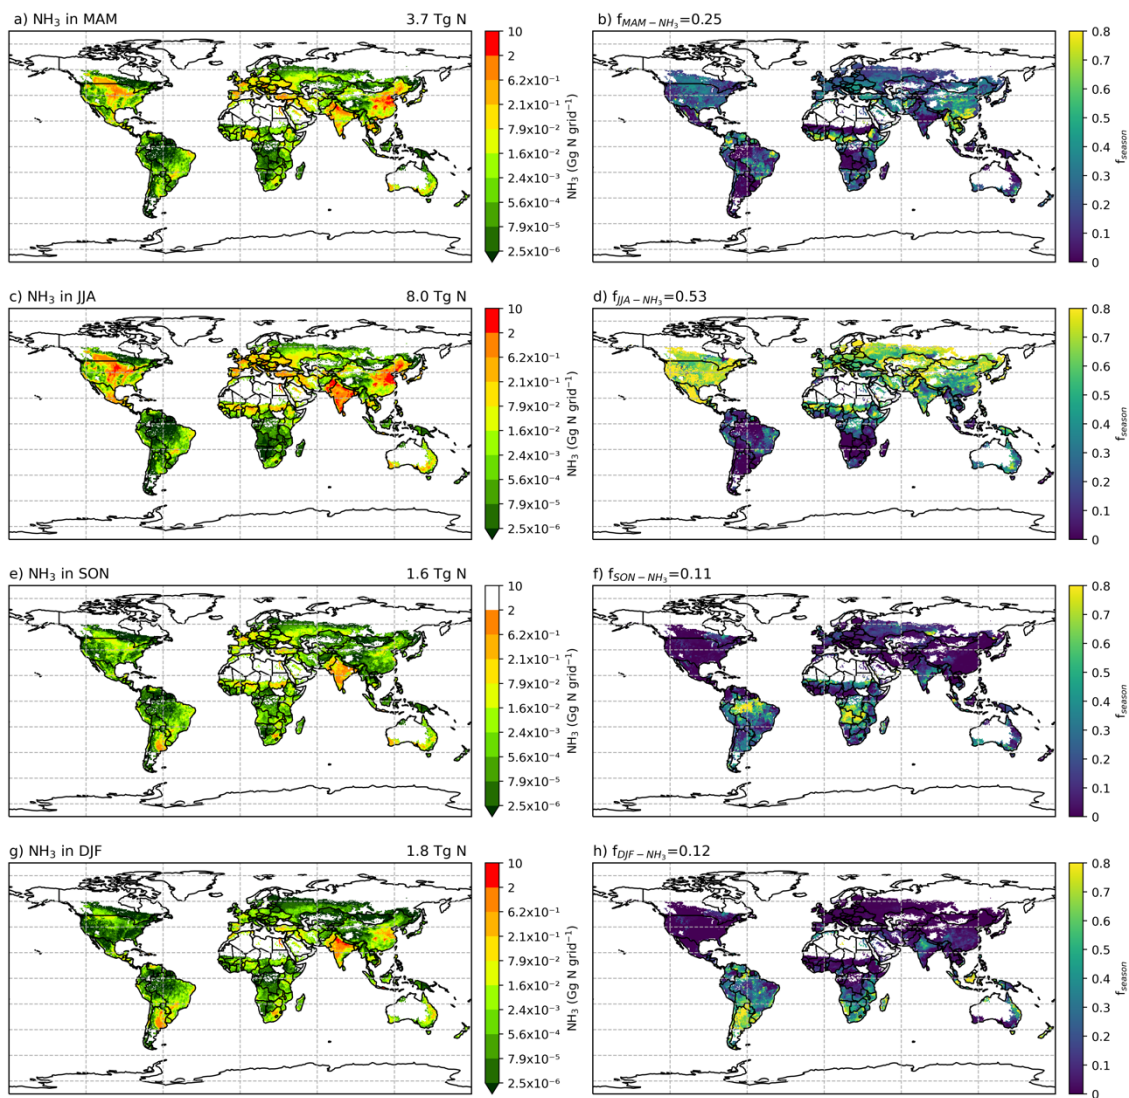 a) NH₃ in MAM 3.7 Tg N
10
2
6.2x10⁻¹
2.1x10⁻¹
7.9x10⁻²
1.6x10⁻²
2.4x10⁻³
5.6x10⁻⁴
7.9x10⁻⁵
2.5x10⁻⁶
NH₃ (Gg N grid⁻¹)
b) f_MAM−NH₃=0.25
0.8
0.7
0.6
0.5
0.4
0.3
0.2
0.1
0
f_season
c) NH₃ in JJA 8.0 Tg N
10
2
6.2x10⁻¹
2.1x10⁻¹
7.9x10⁻²
1.6x10⁻²
2.4x10⁻³
5.6x10⁻⁴
7.9x10⁻⁵
2.5x10⁻⁶
NH₃ (Gg N grid⁻¹)
d) f_JJA−NH₃=0.53
0.8
0.7
0.6
0.5
0.4
0.3
0.2
0.1
0
f_season
e) NH₃ in SON 1.6 Tg N
10
2
6.2x10⁻¹
2.1x10⁻¹
7.9x10⁻²
1.6x10⁻²
2.4x10⁻³
5.6x10⁻⁴
7.9x10⁻⁵
2.5x10⁻⁶
NH₃ (Gg N grid⁻¹)
f) f_SON−NH₃=0.11
0.8
0.7
0.6
0.5
0.4
0.3
0.2
0.1
0
f_season
g) NH₃ in DJF 1.8 Tg N
10
2
6.2x10⁻¹
2.1x10⁻¹
7.9x10⁻²
1.6x10⁻²
2.4x10⁻³
5.6x10⁻⁴
7.9x10⁻⁵
2.5x10⁻⁶
NH₃ (Gg N grid⁻¹)
h) f_DJF−NH₃=0.12
0.8
0.7
0.6
0.5
0.4
0.3
0.2
0.1
0
f_season